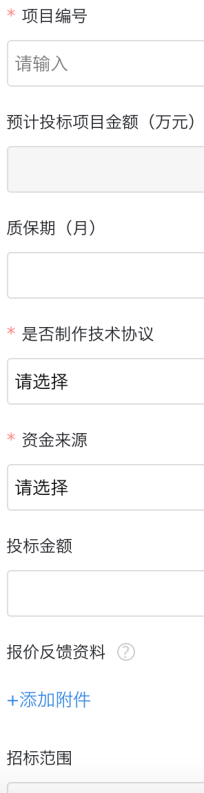 * 项目编号
请输入
预计投标项目金额（万元）
质保期（月）
* 是否制作技术协议
请选择
* 资金来源
请选择
投标金额
报价反馈资料 ?
+添加附件
招标范围